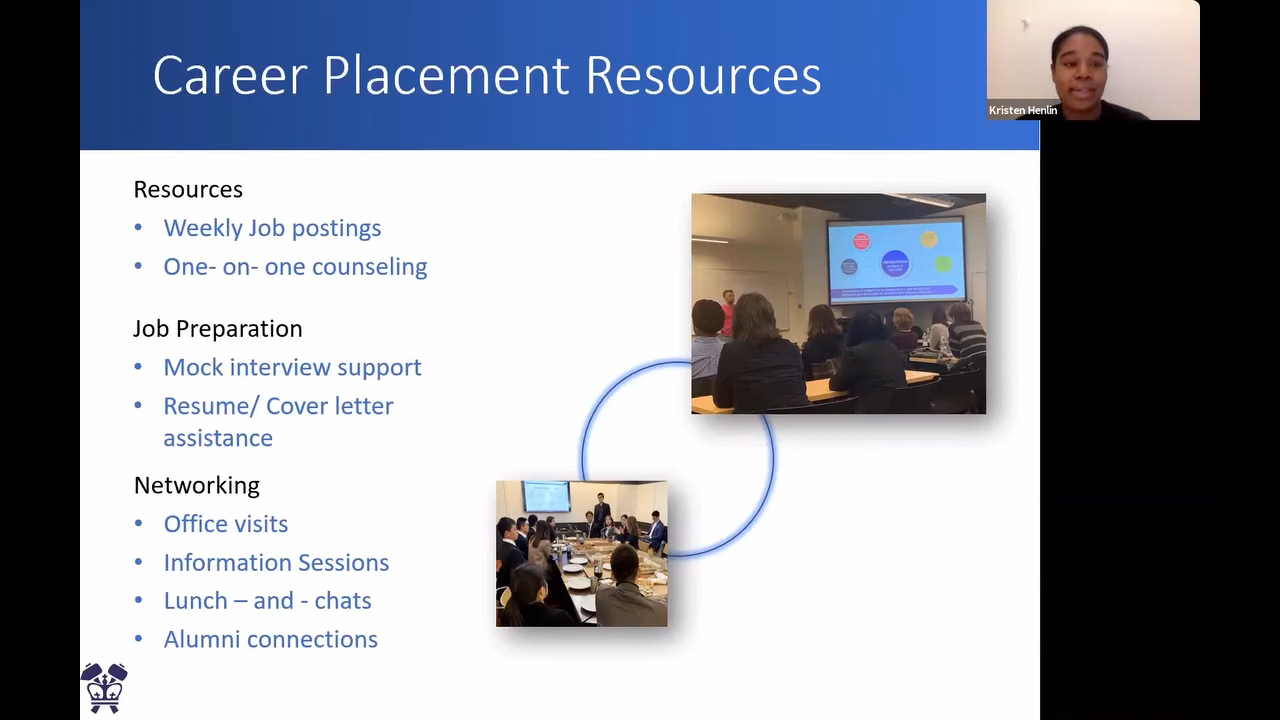 Career Placement Resources
Kristen Henlin
Resources
• Weekly Job postings
• One- on- one counseling
Job Preparation
• Mock interview support
• Resume/ Cover letter
assistance
Networking
• Office visits
• Information Sessions
• Lunch – and - chats
• Alumni connections